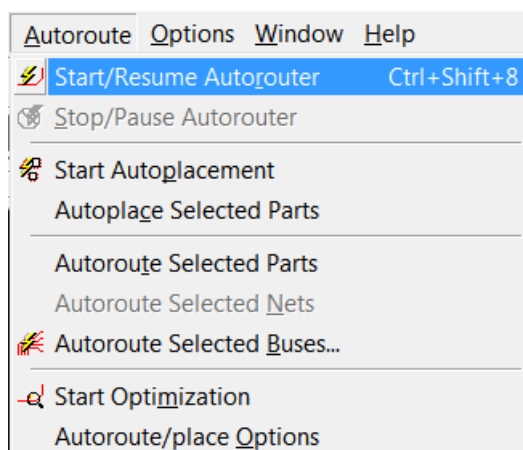 Autoroute Options Window Help
Start/Resume Autorouter Ctrl+Shift+8
Stop/Pause Autorouter
Start Autoplacement
Autoplace Selected Parts
Autoroute Selected Parts
Autoroute Selected Nets
Autoroute Selected Buses...
Start Optimization
Autoroute/place Options